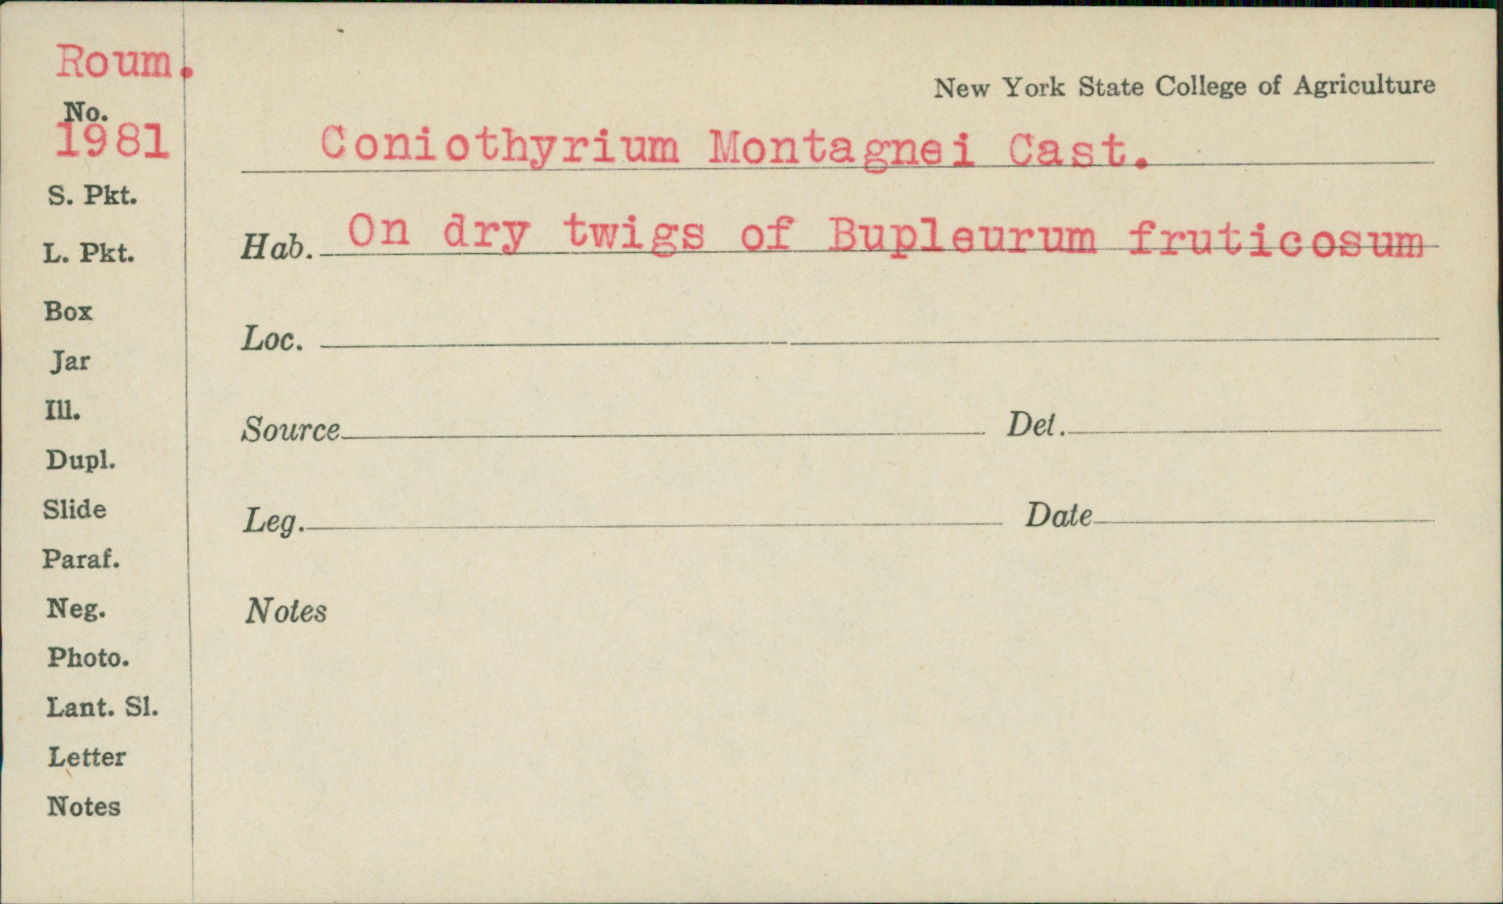 Roum.
No.
1981
S. Pkt.
L. Pkt.
Box
Jar
Ill.
Dupl.
Slide
Paraf.
Neg.
Photo.
Lant. Sl.
Letter
Notes
New York State College of Agriculture
Coniothyrium Montagnei Cast.
Hab. On dry twigs of Bupleurum fruticosum
Loc.
Source Det.
Leg. Date
Notes